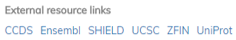 External resource links
CCDS Ensembl SHIELD UCSC ZFIN UniProt